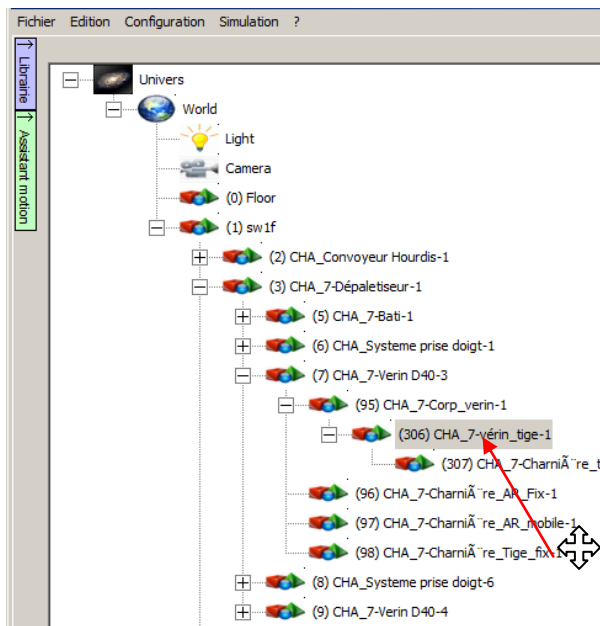 Fichier Edition Configuration Simulation ?
Librairie
Assistant motion
Univers
World
Light
Camera
(0) Floor
(1) sw1f
(2) CHA_Convoyeur Hourdis-1
(3) CHA_7-Dépaletiseur-1
(5) CHA_7-Bati-1
(6) CHA_Systeme prise doigt-1
(7) CHA_7-Verin D40-3
(95) CHA_7-Corp_verin-1
(306) CHA_7-vérin_tige-1
(307) CHA_7-CharniÃ¨re_t
(96) CHA_7-CharniÃ¨re_AR_Fix-1
(97) CHA_7-CharniÃ¨re_AR_mobile-1
(98) CHA_7-CharniÃ¨re_Tige_fix-1
(8) CHA_Systeme prise doigt-6
(9) CHA_7-Verin D40-4